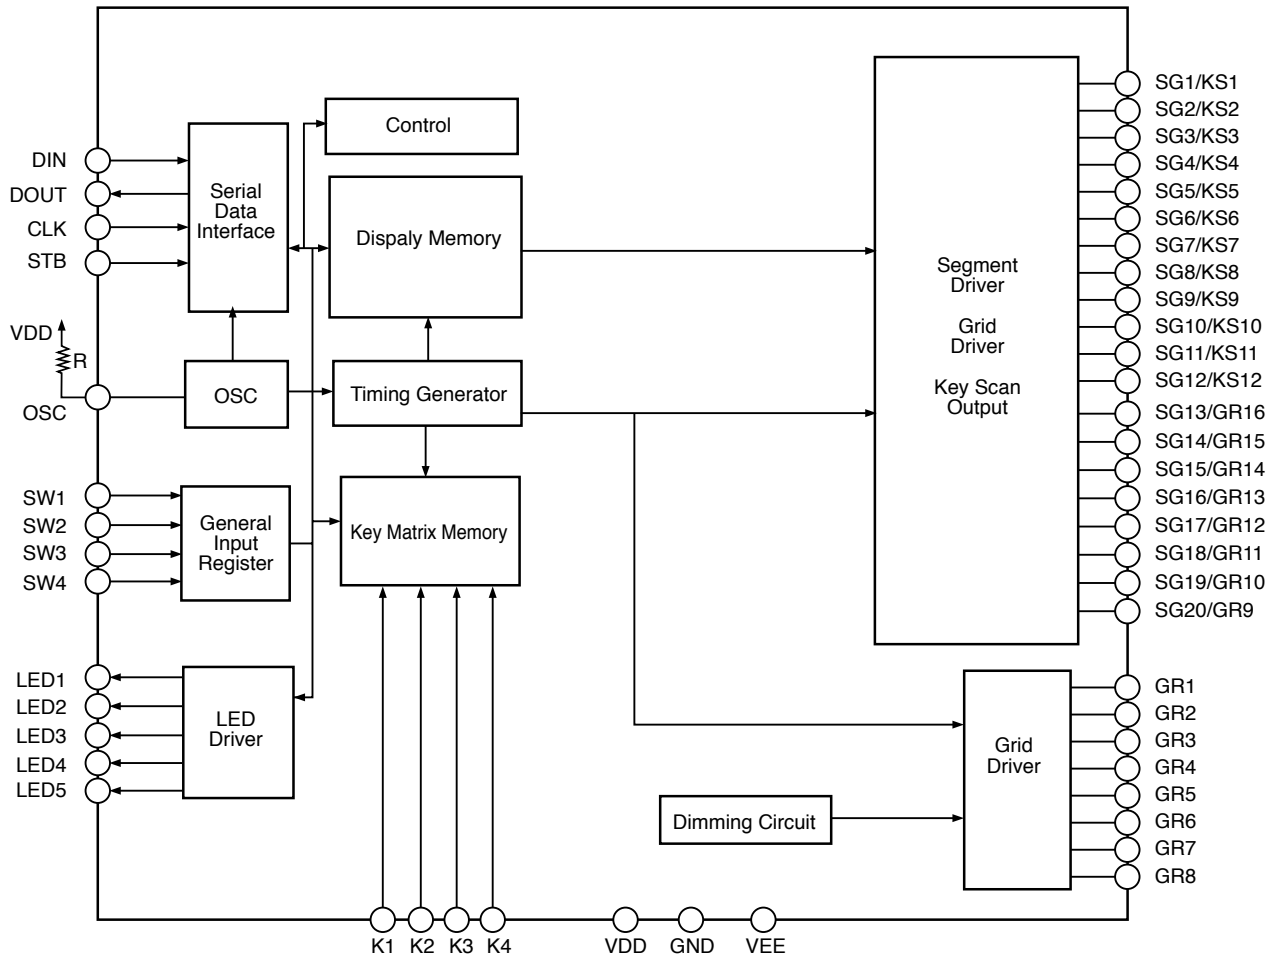 DIN
DOUT
CLK
STB
VDD
R
OSC
SW1
SW2
SW3
SW4
LED1
LED2
LED3
LED4
LED5
Serial
Data
Interface
OSC
General
Input
Register
LED
Driver
Control
Dispaly Memory
Timing Generator
Key Matrix Memory
K1
K2
K3
K4
VDD
GND
VEE
Dimming Circuit
Segment
Driver
Grid
Driver
Key Scan
Output
Grid
Driver
SG1/KS1
SG2/KS2
SG3/KS3
SG4/KS4
SG5/KS5
SG6/KS6
SG7/KS7
SG8/KS8
SG9/KS9
SG10/KS10
SG11/KS11
SG12/KS12
SG13/GR16
SG14/GR15
SG15/GR14
SG16/GR13
SG17/GR12
SG18/GR11
SG19/GR10
SG20/GR9
GR1
GR2
GR3
GR4
GR5
GR6
GR7
GR8